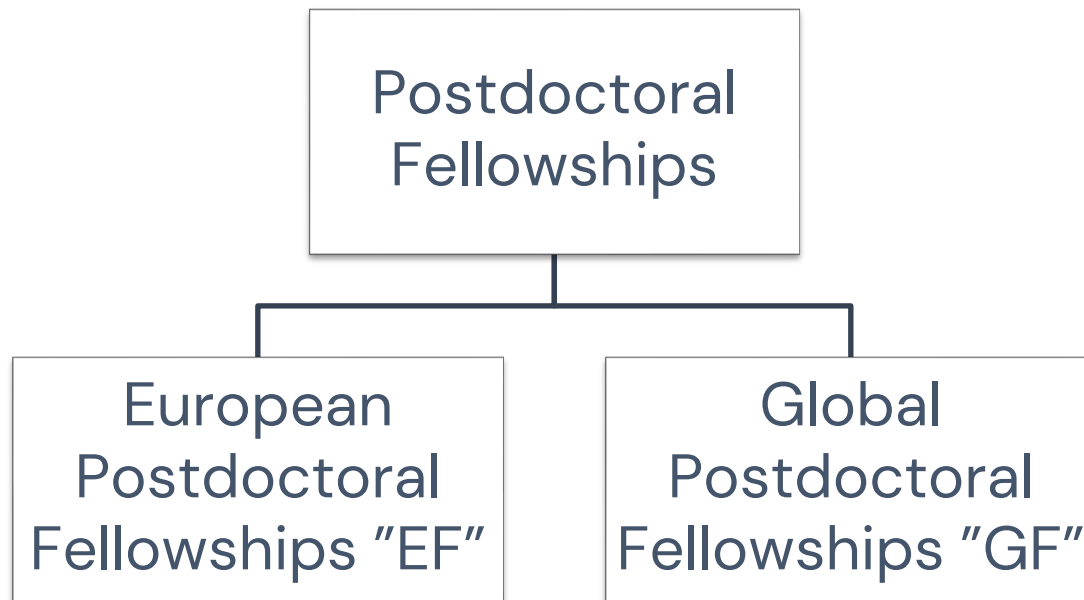 Postdoctoral
Fellowships
European
Postdoctoral
Fellowships ”EF”
Global
Postdoctoral
Fellowships ”GF”